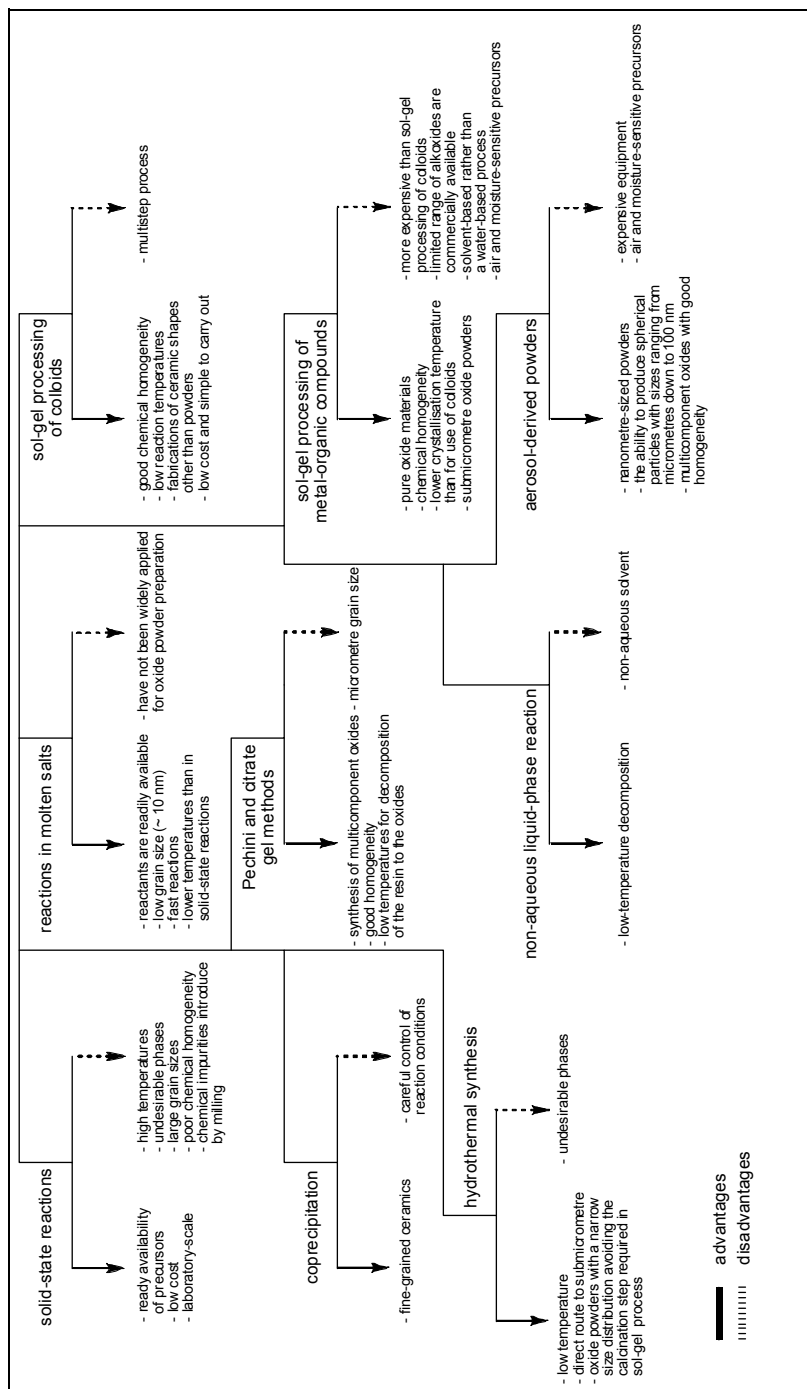 solid-state reactions
- ready availability
of precursors
- low cost
- laboratory-scale
- high temperatures
- undesirable phases
- large grain sizes
- poor chemical homogeneity
- chemical impurities introduce
by milling
reactions in molten salts
- reactants are readily available
- low grain size (~ 10 nm)
- fast reactions
- lower temperatures than in
solid-state reactions
- have not been widely applied
for oxide powder preparation
sol-gel processing
of colloids
- good chemical homogeneity
- low reaction temperatures
- fabrications of ceramic shapes
other than powders
- low cost and simple to carry out
- multistep process
coprecipitation
- fine-grained ceramics
- careful control of
reaction conditions
Pechini and citrate
gel methods
- synthesis of multicomponent oxides
- good homogeneity
- low temperatures for decomposition
of the resin to the oxides
- micrometre grain size
sol-gel processing of
metal-organic compounds
- pure oxide materials
- chemical homogeneity
- lower crystallisation temperature
than for use of colloids
- submicrometre oxide powders
- more expensive than sol-gel
processing of colloids
- limited range of alkoxides are
commercially available
- solvent-based rather than
a water-based process
- air and moisture-sensitive precursors
hydrothermal synthesis
- low temperature
- direct route to submicrometre
- oxide powders with a narrow
size distribution avoiding the
calcination step required in
sol-gel process
- undesirable phases
non-aqueous liquid-phase reaction
- low-temperature decomposition
- non-aqueous solvent
aerosol-derived powders
- nanometre-sized powders
- the ability to produce spherical
particles with sizes ranging from
micrometres down to 100 nm
- multicomponent oxides with good
homogeneity
- expensive equipment
- air and moisture-sensitive precursors
advantages
disadvantages